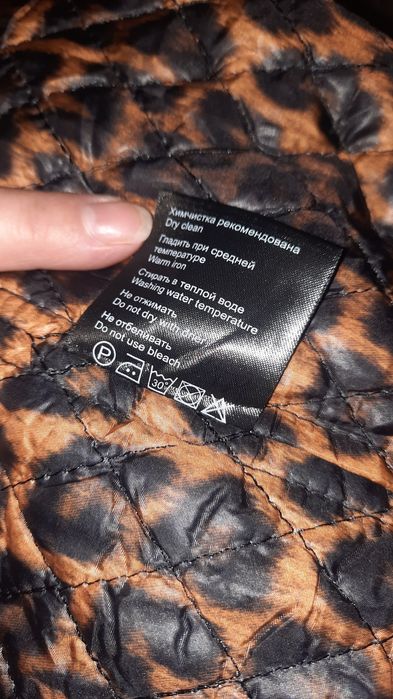 Химчистка рекомендована
Dry clean
Гладить при средней
температуре
Warm iron
Стирать в теплой воде
Washing water temperature
Не отжимать
Do not dry with drier
Не отбеливать
Do not use bleach
P
30°